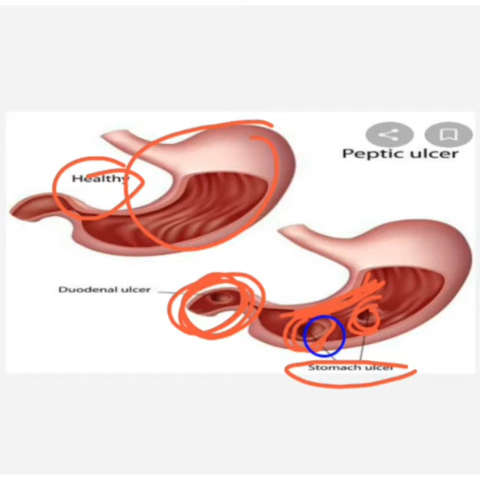 Peptic ulcer
Healthy
Duodenal ulcer
Stomach ulcer